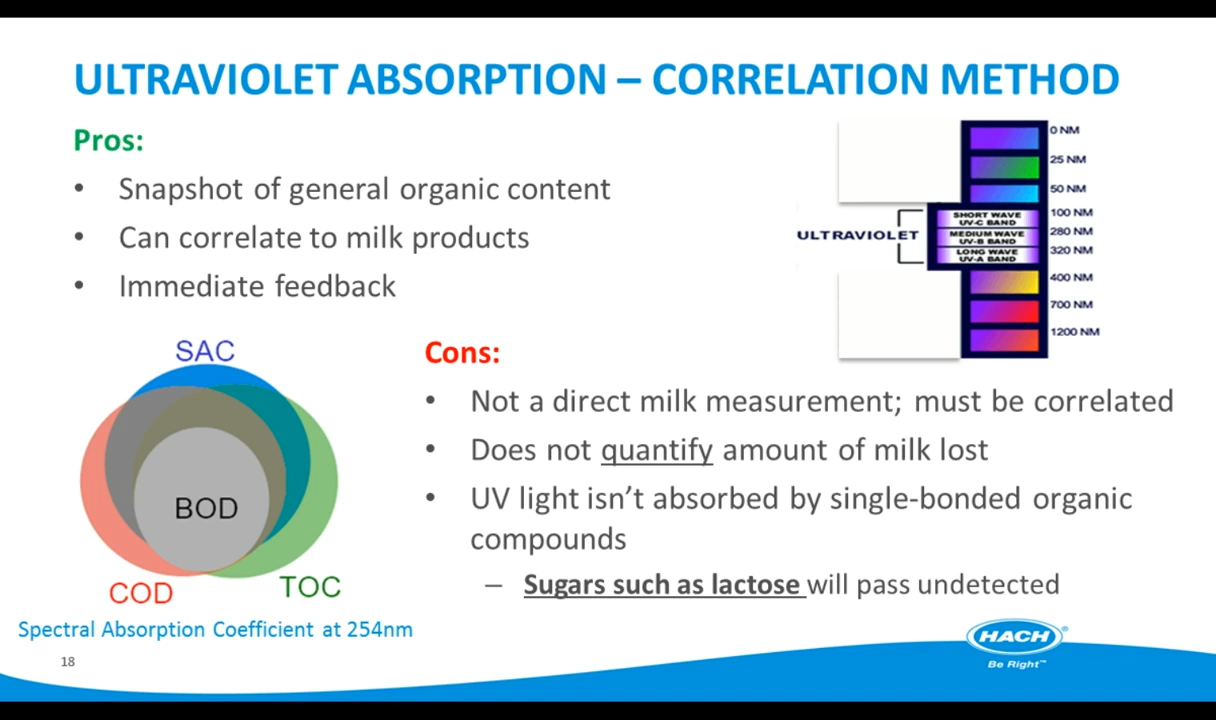 ULTRAVIOLET ABSORPTION – CORRELATION METHOD
Pros:
• Snapshot of general organic content
• Can correlate to milk products
• Immediate feedback
0 NM
25 NM
50 NM
100 NM
280 NM
320 NM
400 NM
700 NM
1200 NM
SHORT WAVE
UV-C BAND
MEDIUM WAVE
UV-B BAND
LONG WAVE
UV-A BAND
ULTRAVIOLET
SAC
BOD
COD
TOC
Spectral Absorption Coefficient at 254nm
Cons:
• Not a direct milk measurement; must be correlated
• Does not quantify amount of milk lost
• UV light isn’t absorbed by single-bonded organic
compounds
– Sugars such as lactose will pass undetected
18
HACH®
Be Right™